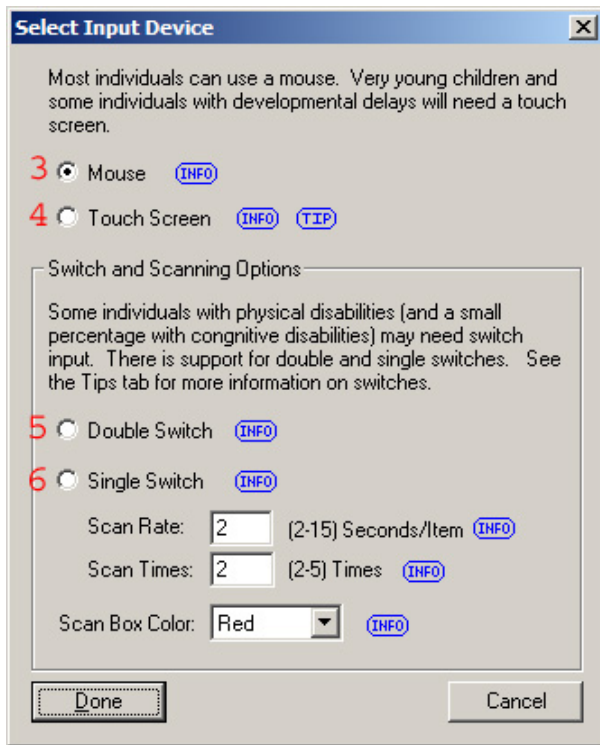 Select Input Device
Most individuals can use a mouse. Very young children and
some individuals with developmental delays will need a touch
screen.
3 Mouse INFO
4 Touch Screen INFO TIP
Switch and Scanning Options
Some individuals with physical disabilities (and a small
percentage with congnitive disabilities) may need switch
input. There is support for double and single switches. See
the Tips tab for more information on switches.
5 Double Switch INFO
6 Single Switch INFO
Scan Rate: 2 (2-15) Seconds/Item INFO
Scan Times: 2 (2-5) Times INFO
Scan Box Color: Red INFO
Done Cancel